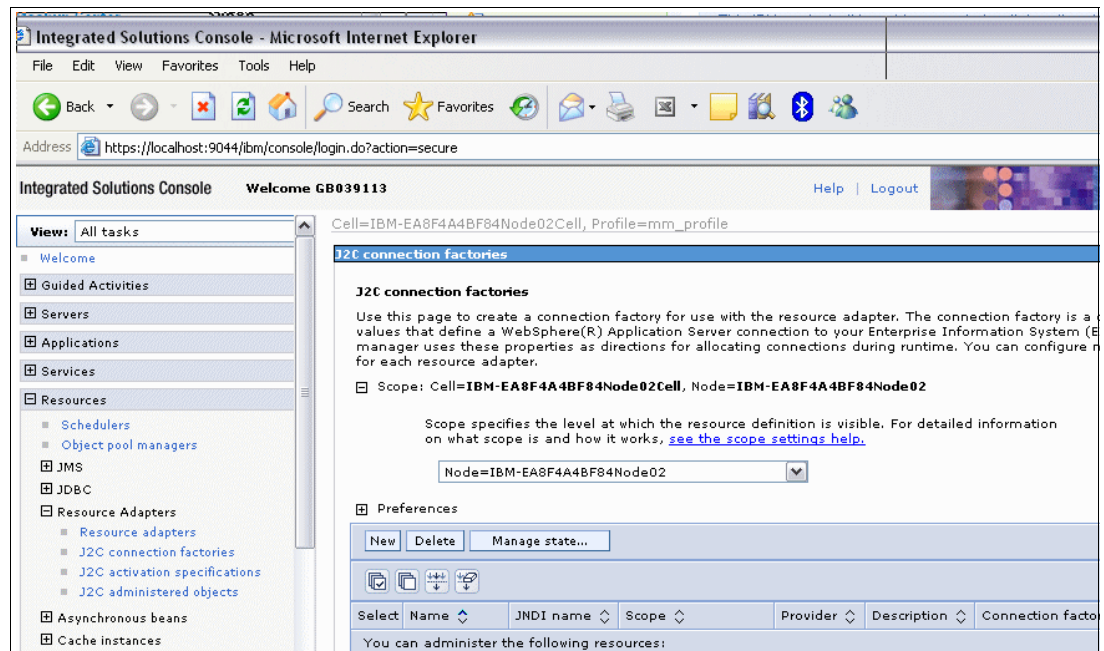 Integrated Solutions Console - Microsoft Internet Explorer
File Edit View Favorites Tools Help
Back Search Favorites
Address https://localhost:9044/ibm/console/login.do?action=secure
Integrated Solutions Console Welcome GB039113 Help | Logout
View: All tasks
Welcome
Guided Activities
Servers
Applications
Services
Resources
Schedulers
Object pool managers
JMS
JDBC
Resource Adapters
Resource adapters
J2C connection factories
J2C activation specifications
J2C administered objects
Asynchronous beans
Cache instances
Cell=IBM-EA8F4A4BF84Node02Cell, Profile=mm_profile
J2C connection factories
J2C connection factories
Use this page to create a connection factory for use with the resource adapter. The connection factory is a
values that define a WebSphere(R) Application Server connection to your Enterprise Information System (E
manager uses these properties as directions for allocating connections during runtime. You can configure
for each resource adapter.
Scope: Cell=IBM-EA8F4A4BF84Node02Cell, Node=IBM-EA8F4A4BF84Node02
Scope specifies the level at which the resource definition is visible. For detailed information
on what scope is and how it works, see the scope settings help.
Node=IBM-EA8F4A4BF84Node02
Preferences
New Delete Manage state...
Select Name JNDI name Scope Provider Description Connection facto
You can administer the following resources: